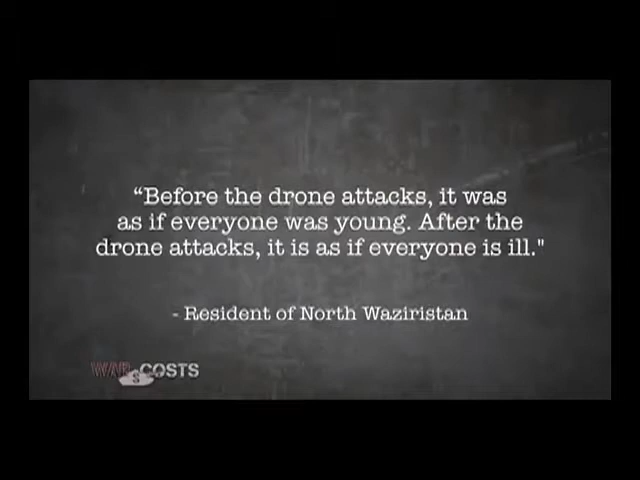 “Before the drone attacks, it was
as if everyone was young. After the
drone attacks, it is as if everyone is ill."
- Resident of North Waziristan
WAR COSTS
$